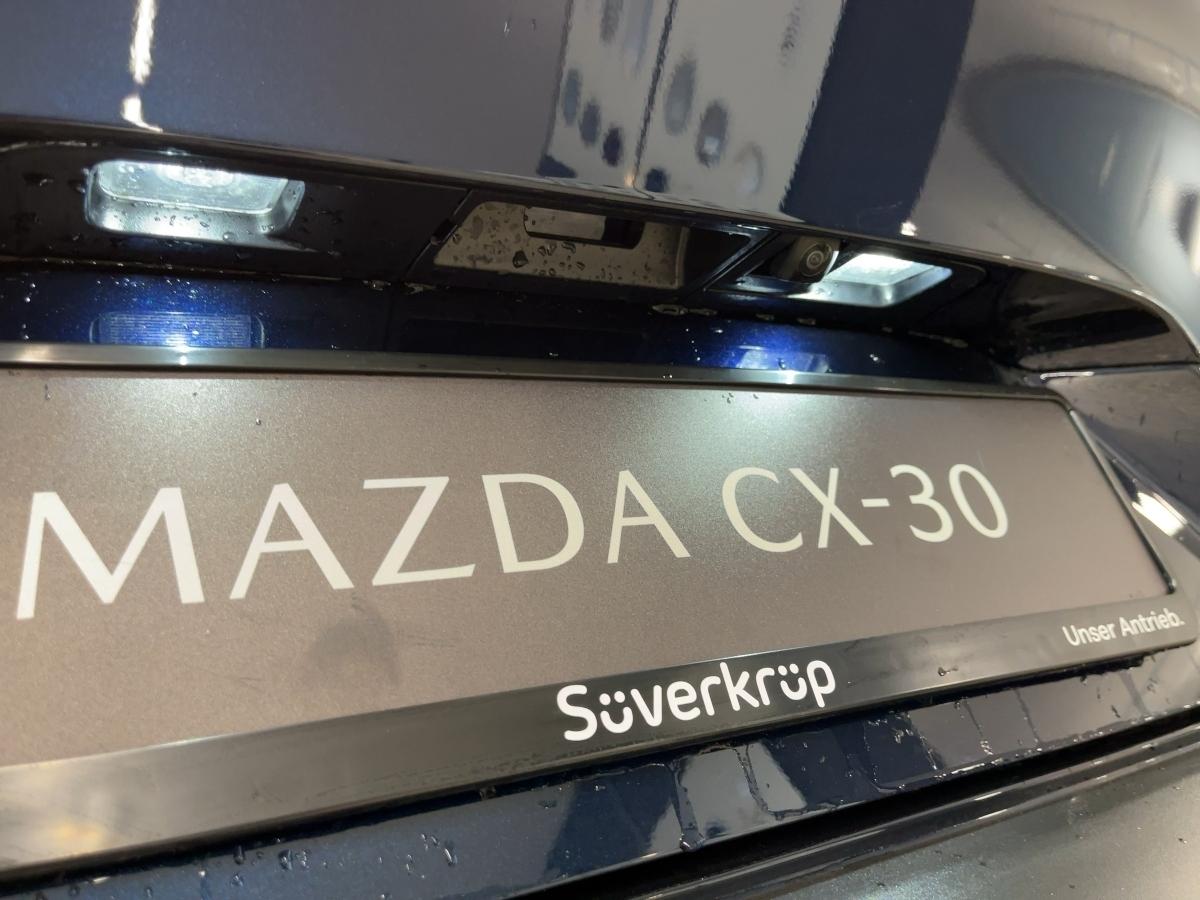 MAZDA CX-30
Süverkrüp
Unser Antrieb.